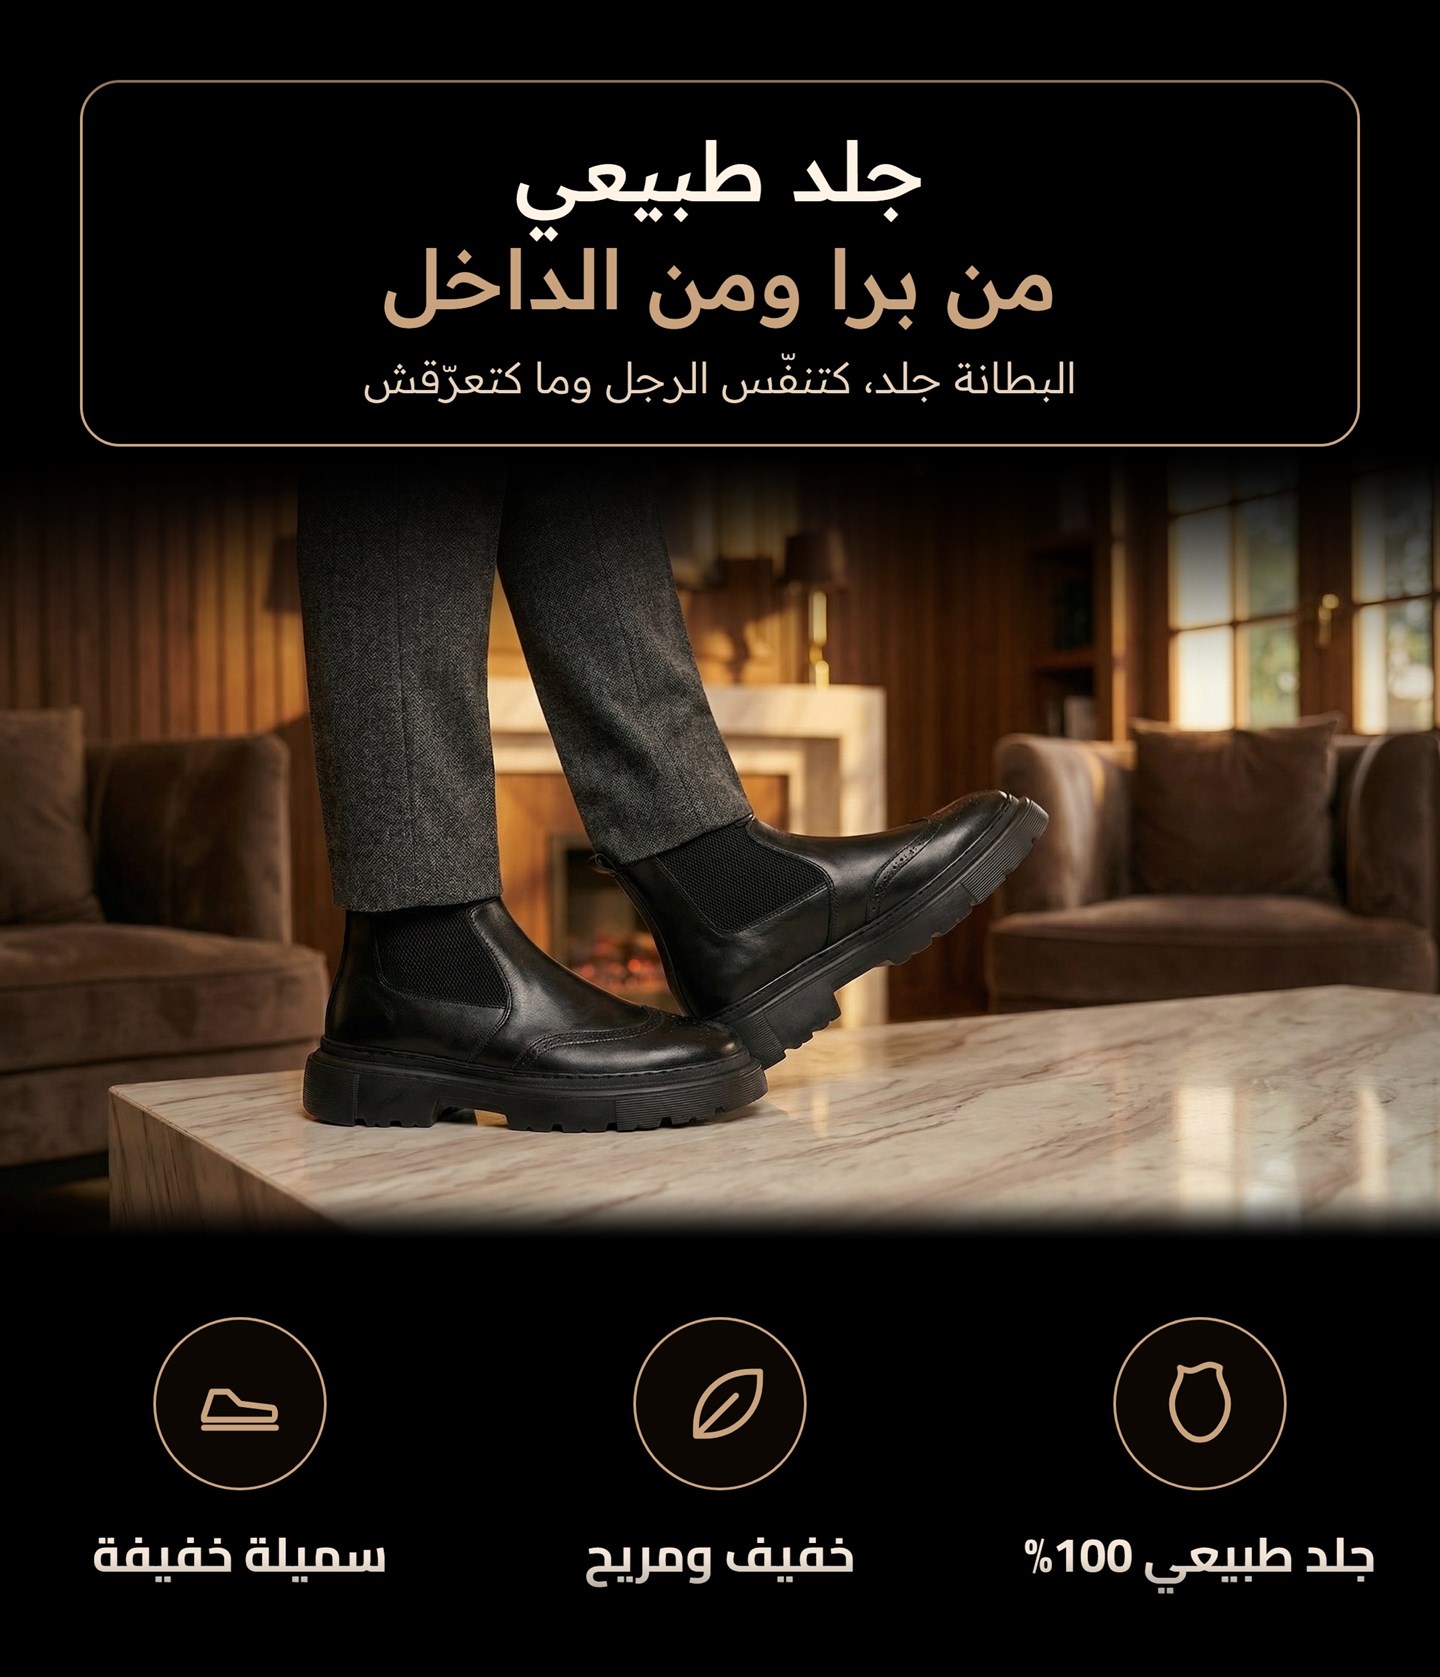 جلد طبيعي
من برا ومن الداخل
البطانة جلد، كتنفّس الرجل وما كتعرّقش
جلد طبيعي 100%
خفيف ومريح
سميلة خفيفة